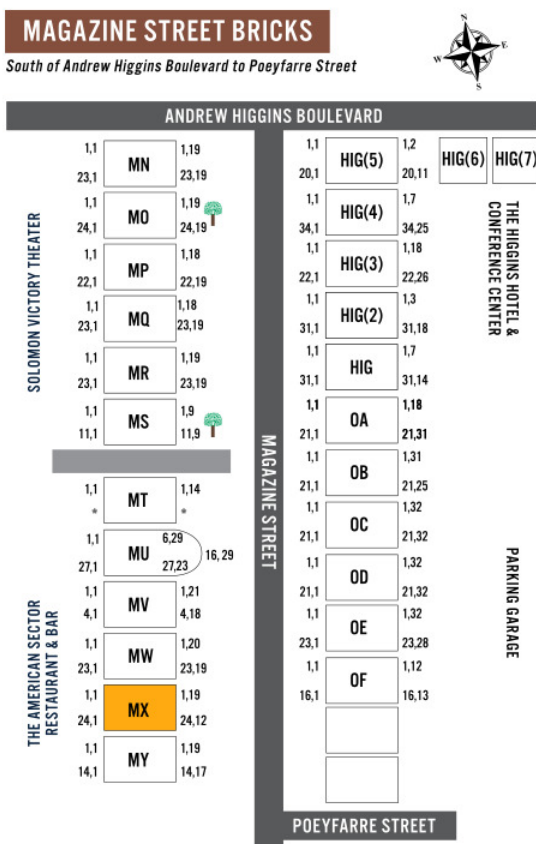 MAGAZINE STREET BRICKS
South of Andrew Higgins Boulevard to Poeyfarre Street
N
W E
S
ANDREW HIGGINS BOULEVARD
SOLOMON VICTORY THEATER
1,1 MN 1,19
23,1 23,19
1,1 MO 1,19
24,1 24,19
1,1 MP 1,18
22,1 22,19
1,1 MQ 1,18
23,1 23,19
1,1 MR 1,19
23,1 23,19
1,1 MS 1,9
11,1 11,9
THE AMERICAN SECTOR
RESTAURANT & BAR
1,1 MT 1,14
* *
1,1 MU 6,29
27,1 27,23 16, 29
1,1 MV 1,21
4,1 4,18
1,1 MW 1,20
23,1 23,19
1,1 MX 1,19
24,1 24,12
1,1 MY 1,19
14,1 14,17
MAGAZINE STREET
1,1 HIG(5) 1,2
20,1 20,11
HIG(6) HIG(7)
1,1 HIG(4) 1,7
34,1 34,25
1,1 HIG(3) 1,18
22,1 22,26
1,1 HIG(2) 1,3
31,1 31,18
1,1 HIG 1,7
31,1 31,14
1,1 OA 1,18
21,1 21,31
1,1 OB 1,31
21,1 21,25
1,1 OC 1,32
21,1 21,32
1,1 OD 1,32
21,1 21,32
1,1 OE 1,32
23,1 23,28
1,1 OF 1,12
16,1 16,13
THE HIGGINS HOTEL &
CONFERENCE CENTER
PARKING GARAGE
POEYFARRE STREET